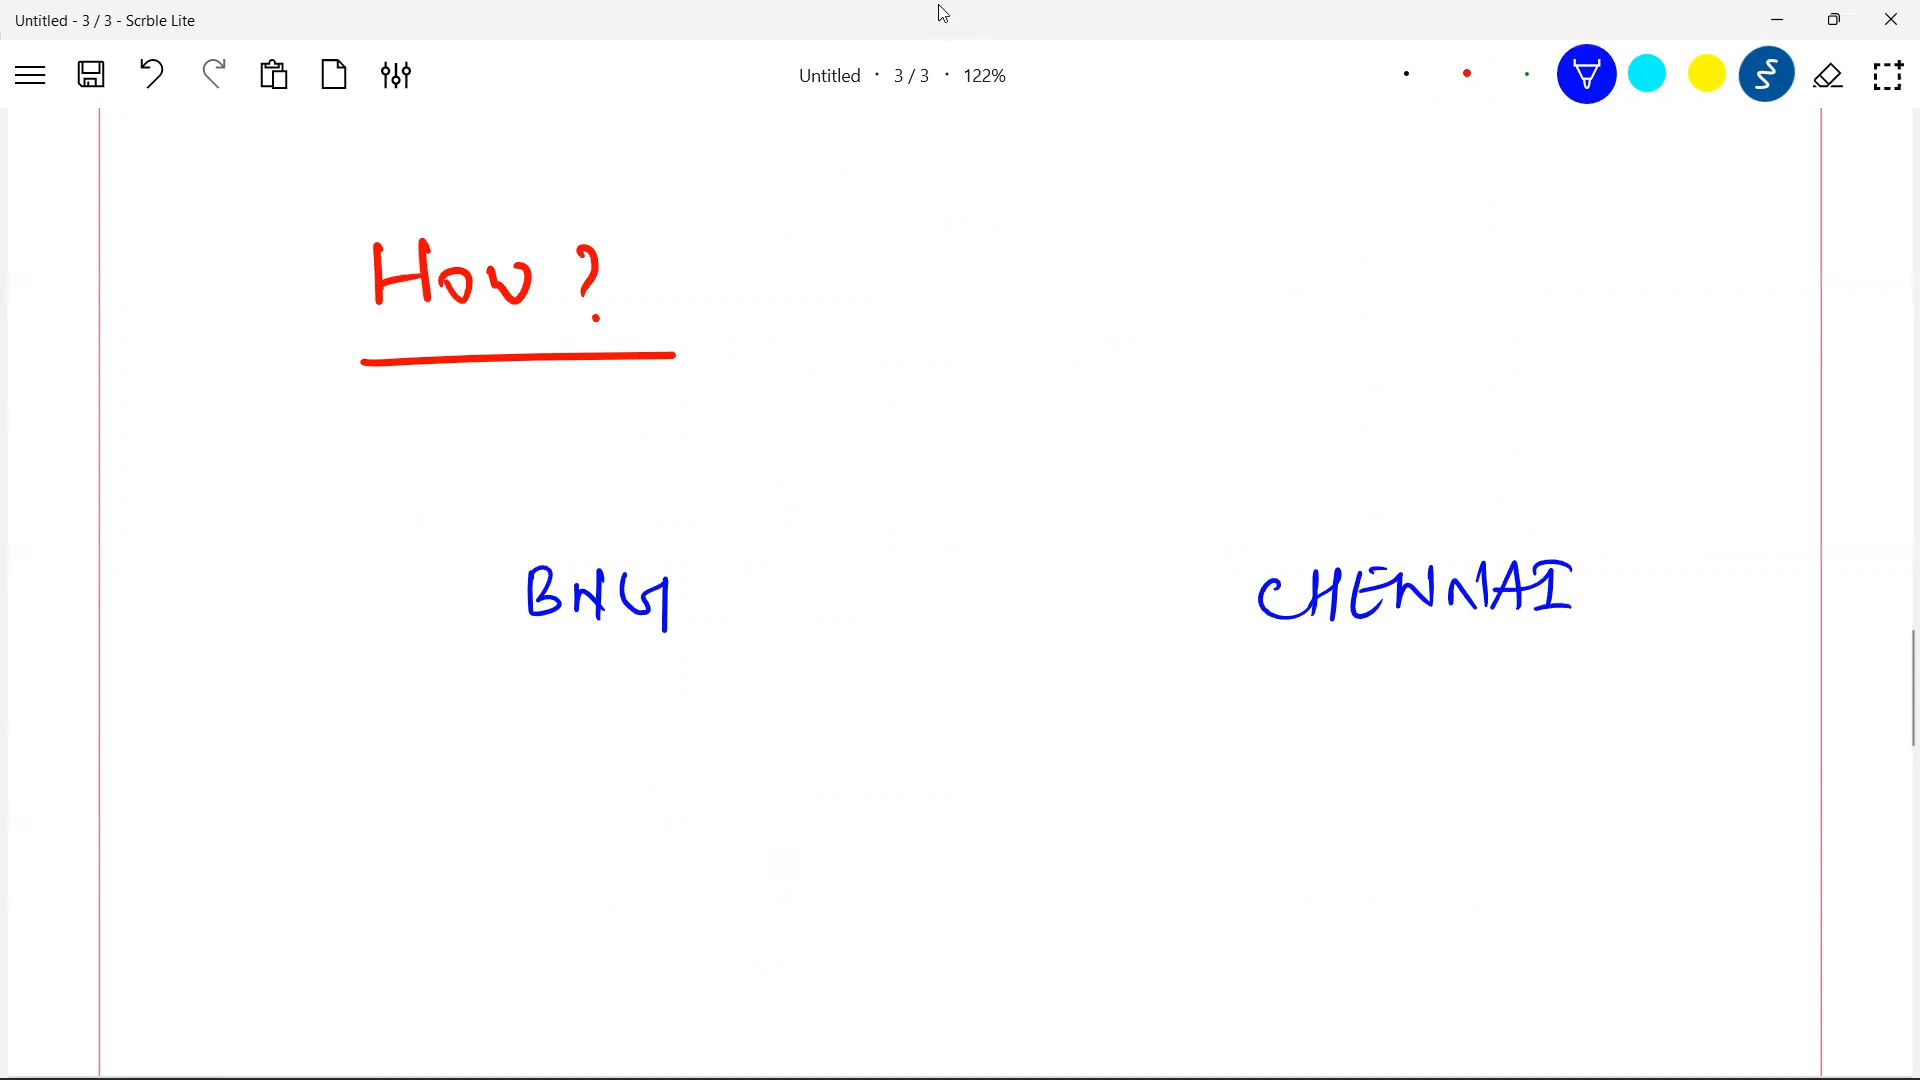 Untitled - 3 / 3 - Scrble Lite
Untitled · 3 / 3 · 122%
How ?
BNG CHENNAI